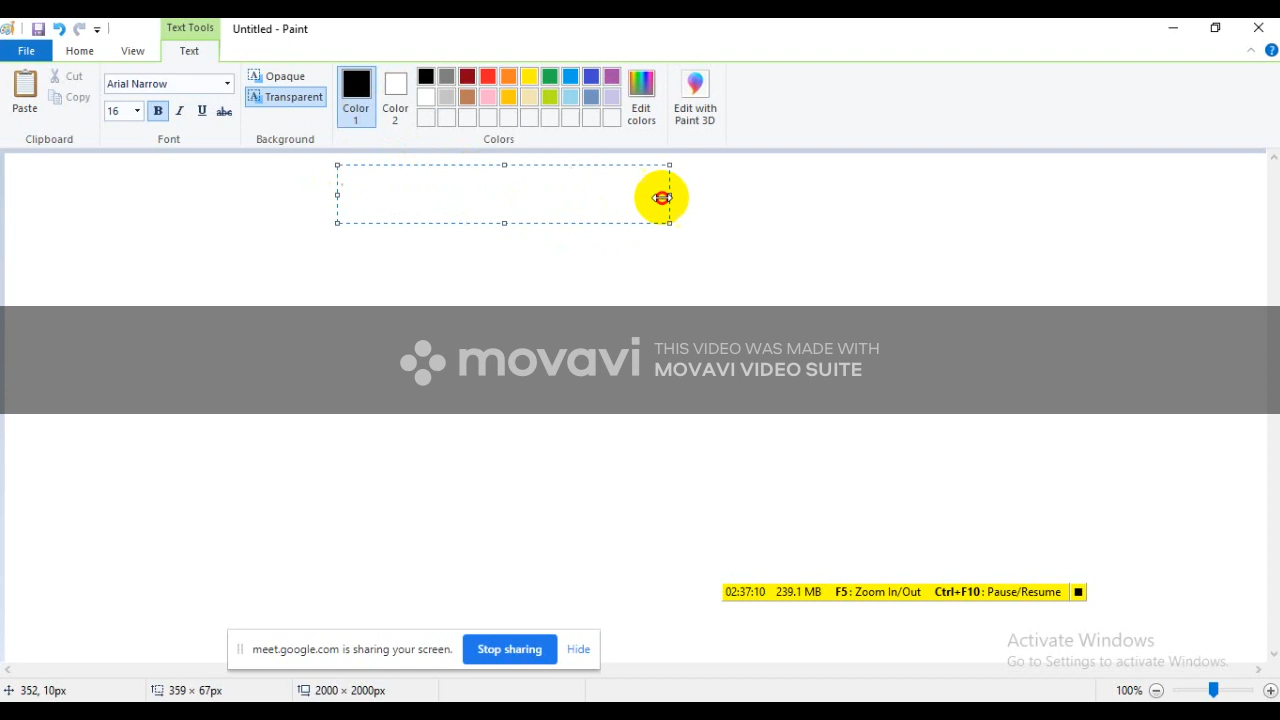 Text Tools
Untitled - Paint
File Home View Text
Paste
Cut
Copy
Clipboard
Arial Narrow
16 B I U abc
Font
A Opaque
A Transparent
Background
Color 1
Color 2
Edit colors
Colors
Edit with Paint 3D
movavi
THIS VIDEO WAS MADE WITH
MOVAVI VIDEO SUITE
02:37:10 239.1 MB F5: Zoom In/Out Ctrl+F10: Pause/Resume
meet.google.com is sharing your screen. Stop sharing Hide
Activate Windows
Go to Settings to activate Windows.
352, 10px 359 × 67px 2000 × 2000px 100%